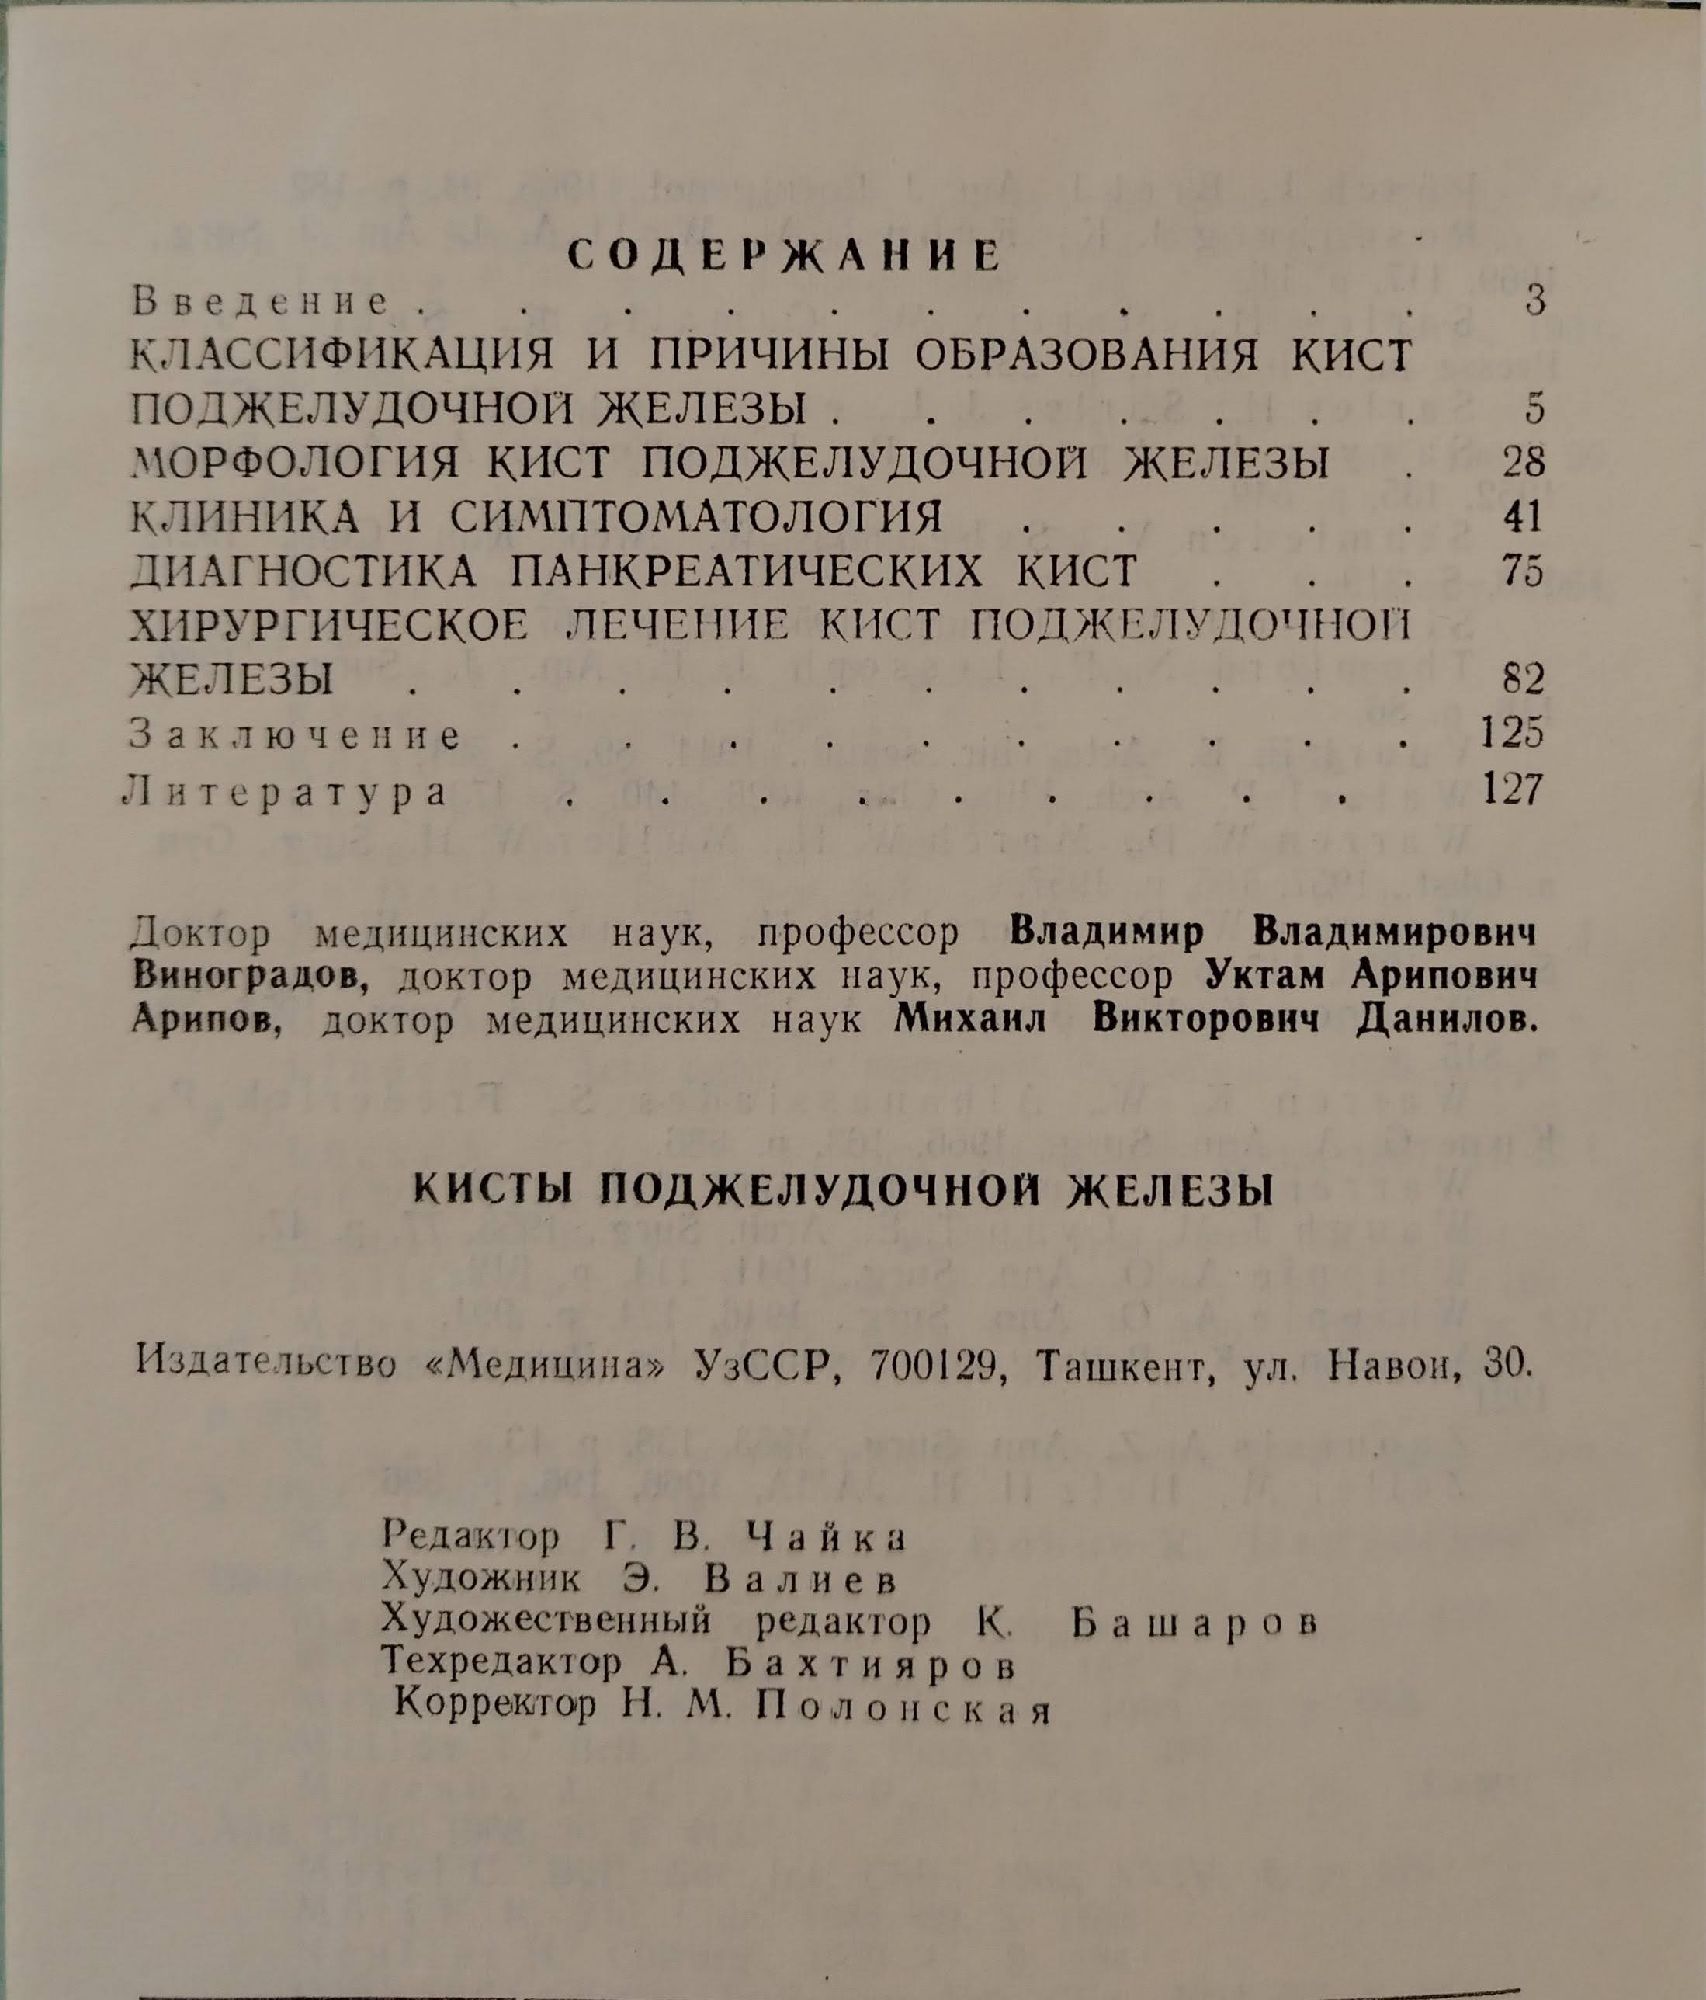 СОДЕРЖАНИЕ
Введение . . . . . . . . . . . 3
КЛАССИФИКАЦИЯ И ПРИЧИНЫ ОБРАЗОВАНИЯ КИСТ
ПОДЖЕЛУДОЧНОЙ ЖЕЛЕЗЫ . . . . . . . 5
МОРФОЛОГИЯ КИСТ ПОДЖЕЛУДОЧНОЙ ЖЕЛЕЗЫ . 28
КЛИНИКА И СИМПТОМАТОЛОГИЯ . . . . . 41
ДИАГНОСТИКА ПАНКРЕАТИЧЕСКИХ КИСТ . . . 75
ХИРУРГИЧЕСКОЕ ЛЕЧЕНИЕ КИСТ ПОДЖЕЛУДОЧНОЙ
ЖЕЛЕЗЫ . . . . . . . . . . . 82
Заключение . . . . . . . . . . 125
Литература . . . . . . . . . 127
Доктор медицинских наук, профессор Владимир Владимирович
Виноградов, доктор медицинских наук, профессор Уктам Арипович
Арипов, доктор медицинских наук Михаил Викторович Данилов.
КИСТЫ ПОДЖЕЛУДОЧНОЙ ЖЕЛЕЗЫ
Издательство «Медицина» УзССР, 700129, Ташкент, ул. Навои, 30.
Редактор Г. В. Чайка
Художник Э. Валиев
Художественный редактор К. Башаров
Техредактор А. Бахтияров
Корректор Н. М. Полонская